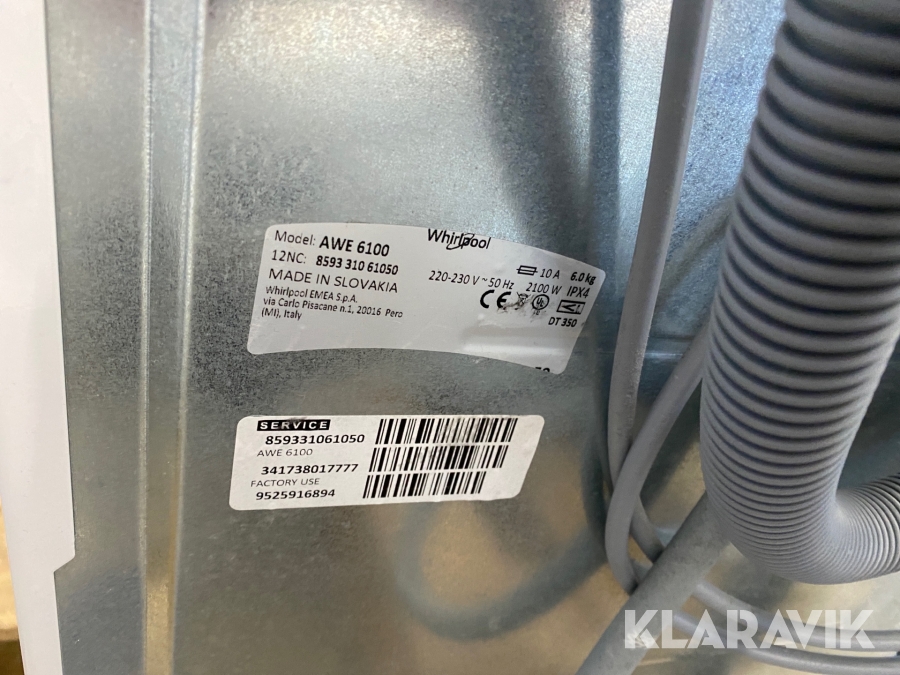 Model: AWE 6100
12NC: 8593 310 61050
MADE IN SLOVAKIA
Whirlpool EMEA S.p.A.
via Carlo Pisacane n.1, 20016 Pero
(MI), Italy
Whirlpool
10 A 6.0 kg
220-230 V ~ 50 Hz 2100 W IPX4
CE
DT 350
SERVICE
859331061050
AWE 6100
341738017777
FACTORY USE
9525916894
KLARAVIK